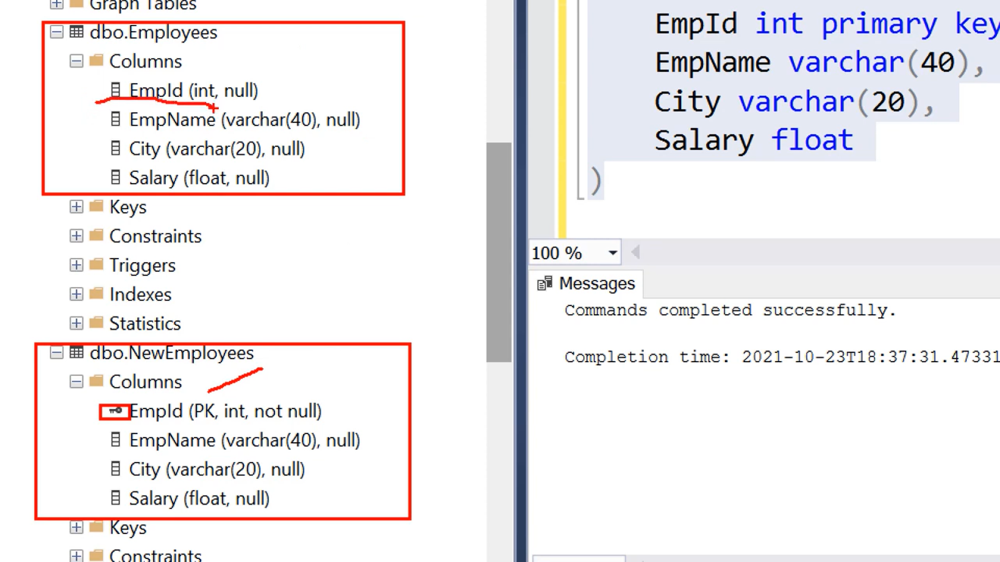 Graph Tables
dbo.Employees
Columns
EmpId (int, null)
EmpName (varchar(40), null)
City (varchar(20), null)
Salary (float, null)
Keys
Constraints
Triggers
Indexes
Statistics
dbo.NewEmployees
Columns
EmpId (PK, int, not null)
EmpName (varchar(40), null)
City (varchar(20), null)
Salary (float, null)
Keys
Constraints
EmpId int primary key
EmpName varchar(40),
City varchar(20),
Salary float
)
100 %
Messages
Commands completed successfully.
Completion time: 2021-10-23T18:37:31.47331